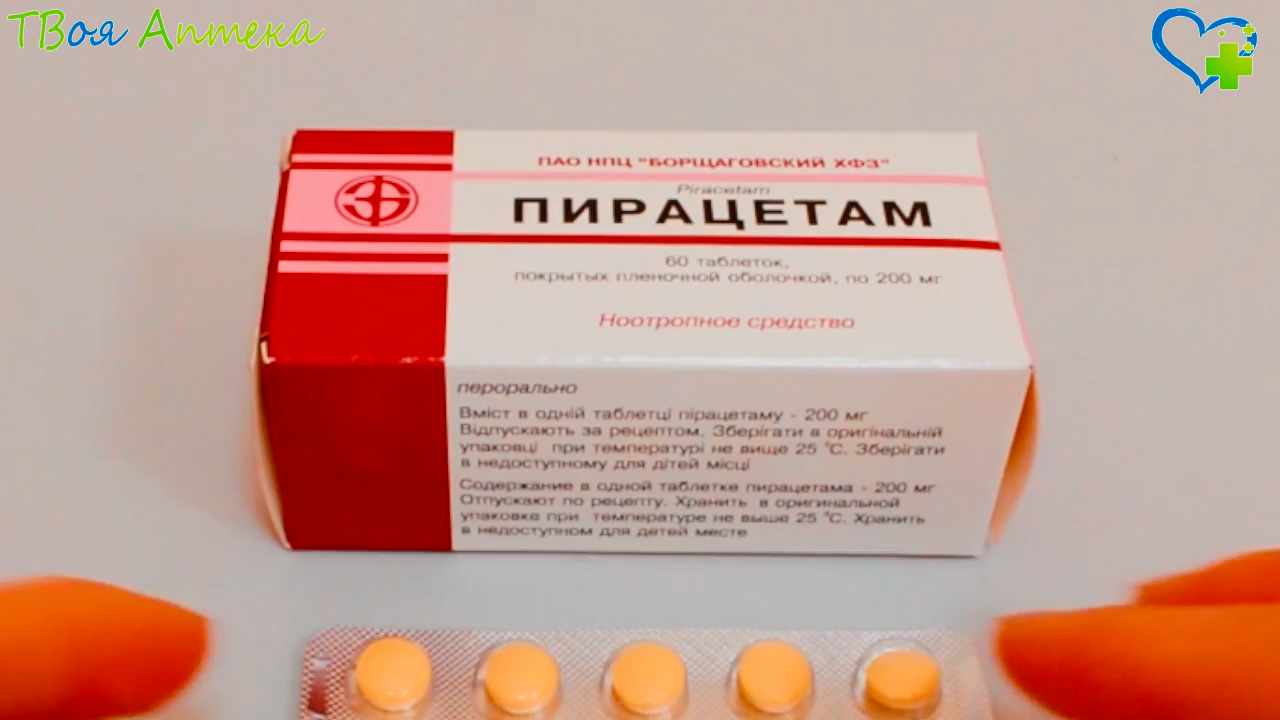 ТВоя Аптека
ПАО НПЦ "БОРЩАГОВСКИЙ ХФЗ"
Piracetam
ПИРАЦЕТАМ
60 таблеток,
покрытых пленочной оболочкой, по 200 мг
Ноотропное средство
перорально
Вміст в одній таблетці пірацетаму - 200 мг
Відпускають за рецептом. Зберігати в оригінальній
упаковці при температурі не вище 25 °С. Зберігати
в недоступному для дітей місці
Содержание в одной таблетке пирацетама - 200 мг
Отпускают по рецепту. Хранить в оригинальной
упаковке при температуре не выше 25 °С. Хранить
в недоступном для детей месте